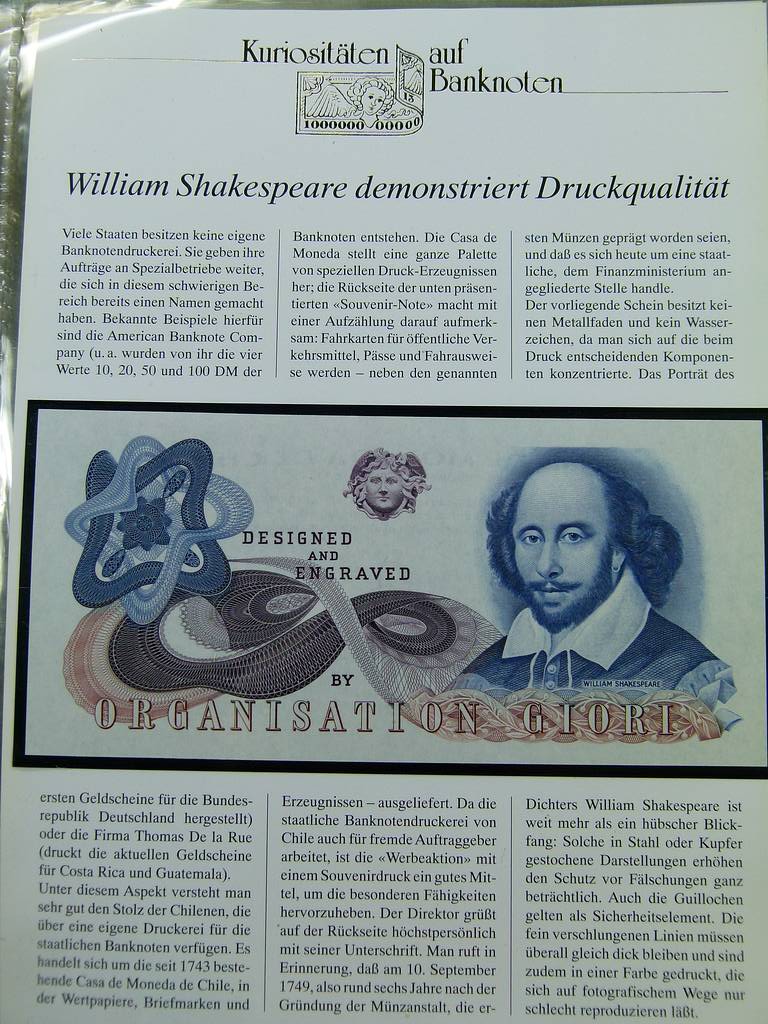 Kuriositäten auf
Banknoten
13
1000000 00000
William Shakespeare demonstriert Druckqualität
Viele Staaten besitzen keine eigene
Banknotendruckerei. Sie geben ihre
Aufträge an Spezialbetriebe weiter,
die sich in diesem schwierigen Be-
reich bereits einen Namen gemacht
haben. Bekannte Beispiele hierfür
sind die American Banknote Com-
pany (u. a. wurden von ihr die vier
Werte 10, 20, 50 und 100 DM der
Banknoten entstehen. Die Casa de
Moneda stellt eine ganze Palette
von speziellen Druck-Erzeugnissen
her; die Rückseite der unten präsen-
tierten «Souvenir-Note» macht mit
einer Aufzählung darauf aufmerk-
sam: Fahrkarten für öffentliche Ver-
kehrsmittel, Pässe und Fahrauswei-
se werden – neben den genannten
sten Münzen geprägt worden seien,
und daß es sich heute um eine staat-
liche, dem Finanzministerium an-
gegliederte Stelle handle.
Der vorliegende Schein besitzt kei-
nen Metallfaden und kein Wasser-
zeichen, da man sich auf die beim
Druck entscheidenden Komponen-
ten konzentrierte. Das Porträt des
DESIGNED
AND
ENGRAVED
BY
ORGANISATION GIORI
WILLIAM SHAKESPEARE
ersten Geldscheine für die Bundes-
republik Deutschland hergestellt)
oder die Firma Thomas De la Rue
(druckt die aktuellen Geldscheine
für Costa Rica und Guatemala).
Unter diesem Aspekt versteht man
sehr gut den Stolz der Chilenen, die
über eine eigene Druckerei für die
staatlichen Banknoten verfügen. Es
handelt sich um die seit 1743 beste-
hende Casa de Moneda de Chile, in
der Wertpapiere, Briefmarken und
Erzeugnissen – ausgeliefert. Da die
staatliche Banknotendruckerei von
Chile auch für fremde Auftraggeber
arbeitet, ist die «Werbeaktion» mit
einem Souvenirdruck ein gutes Mit-
tel, um die besonderen Fähigkeiten
hervorzuheben. Der Direktor grüßt
auf der Rückseite höchstpersönlich
mit seiner Unterschrift. Man ruft in
Erinnerung, daß am 10. September
1749, also rund sechs Jahre nach der
Gründung der Münzanstalt, die er-
Dichters William Shakespeare ist
weit mehr als ein hübscher Blick-
fang: Solche in Stahl oder Kupfer
gestochene Darstellungen erhöhen
den Schutz vor Fälschungen ganz
beträchtlich. Auch die Guillochen
gelten als Sicherheitselement. Die
fein verschlungenen Linien müssen
überall gleich dick bleiben und sind
zudem in einer Farbe gedruckt, die
sich auf fotografischem Wege nur
schlecht reproduzieren läßt.